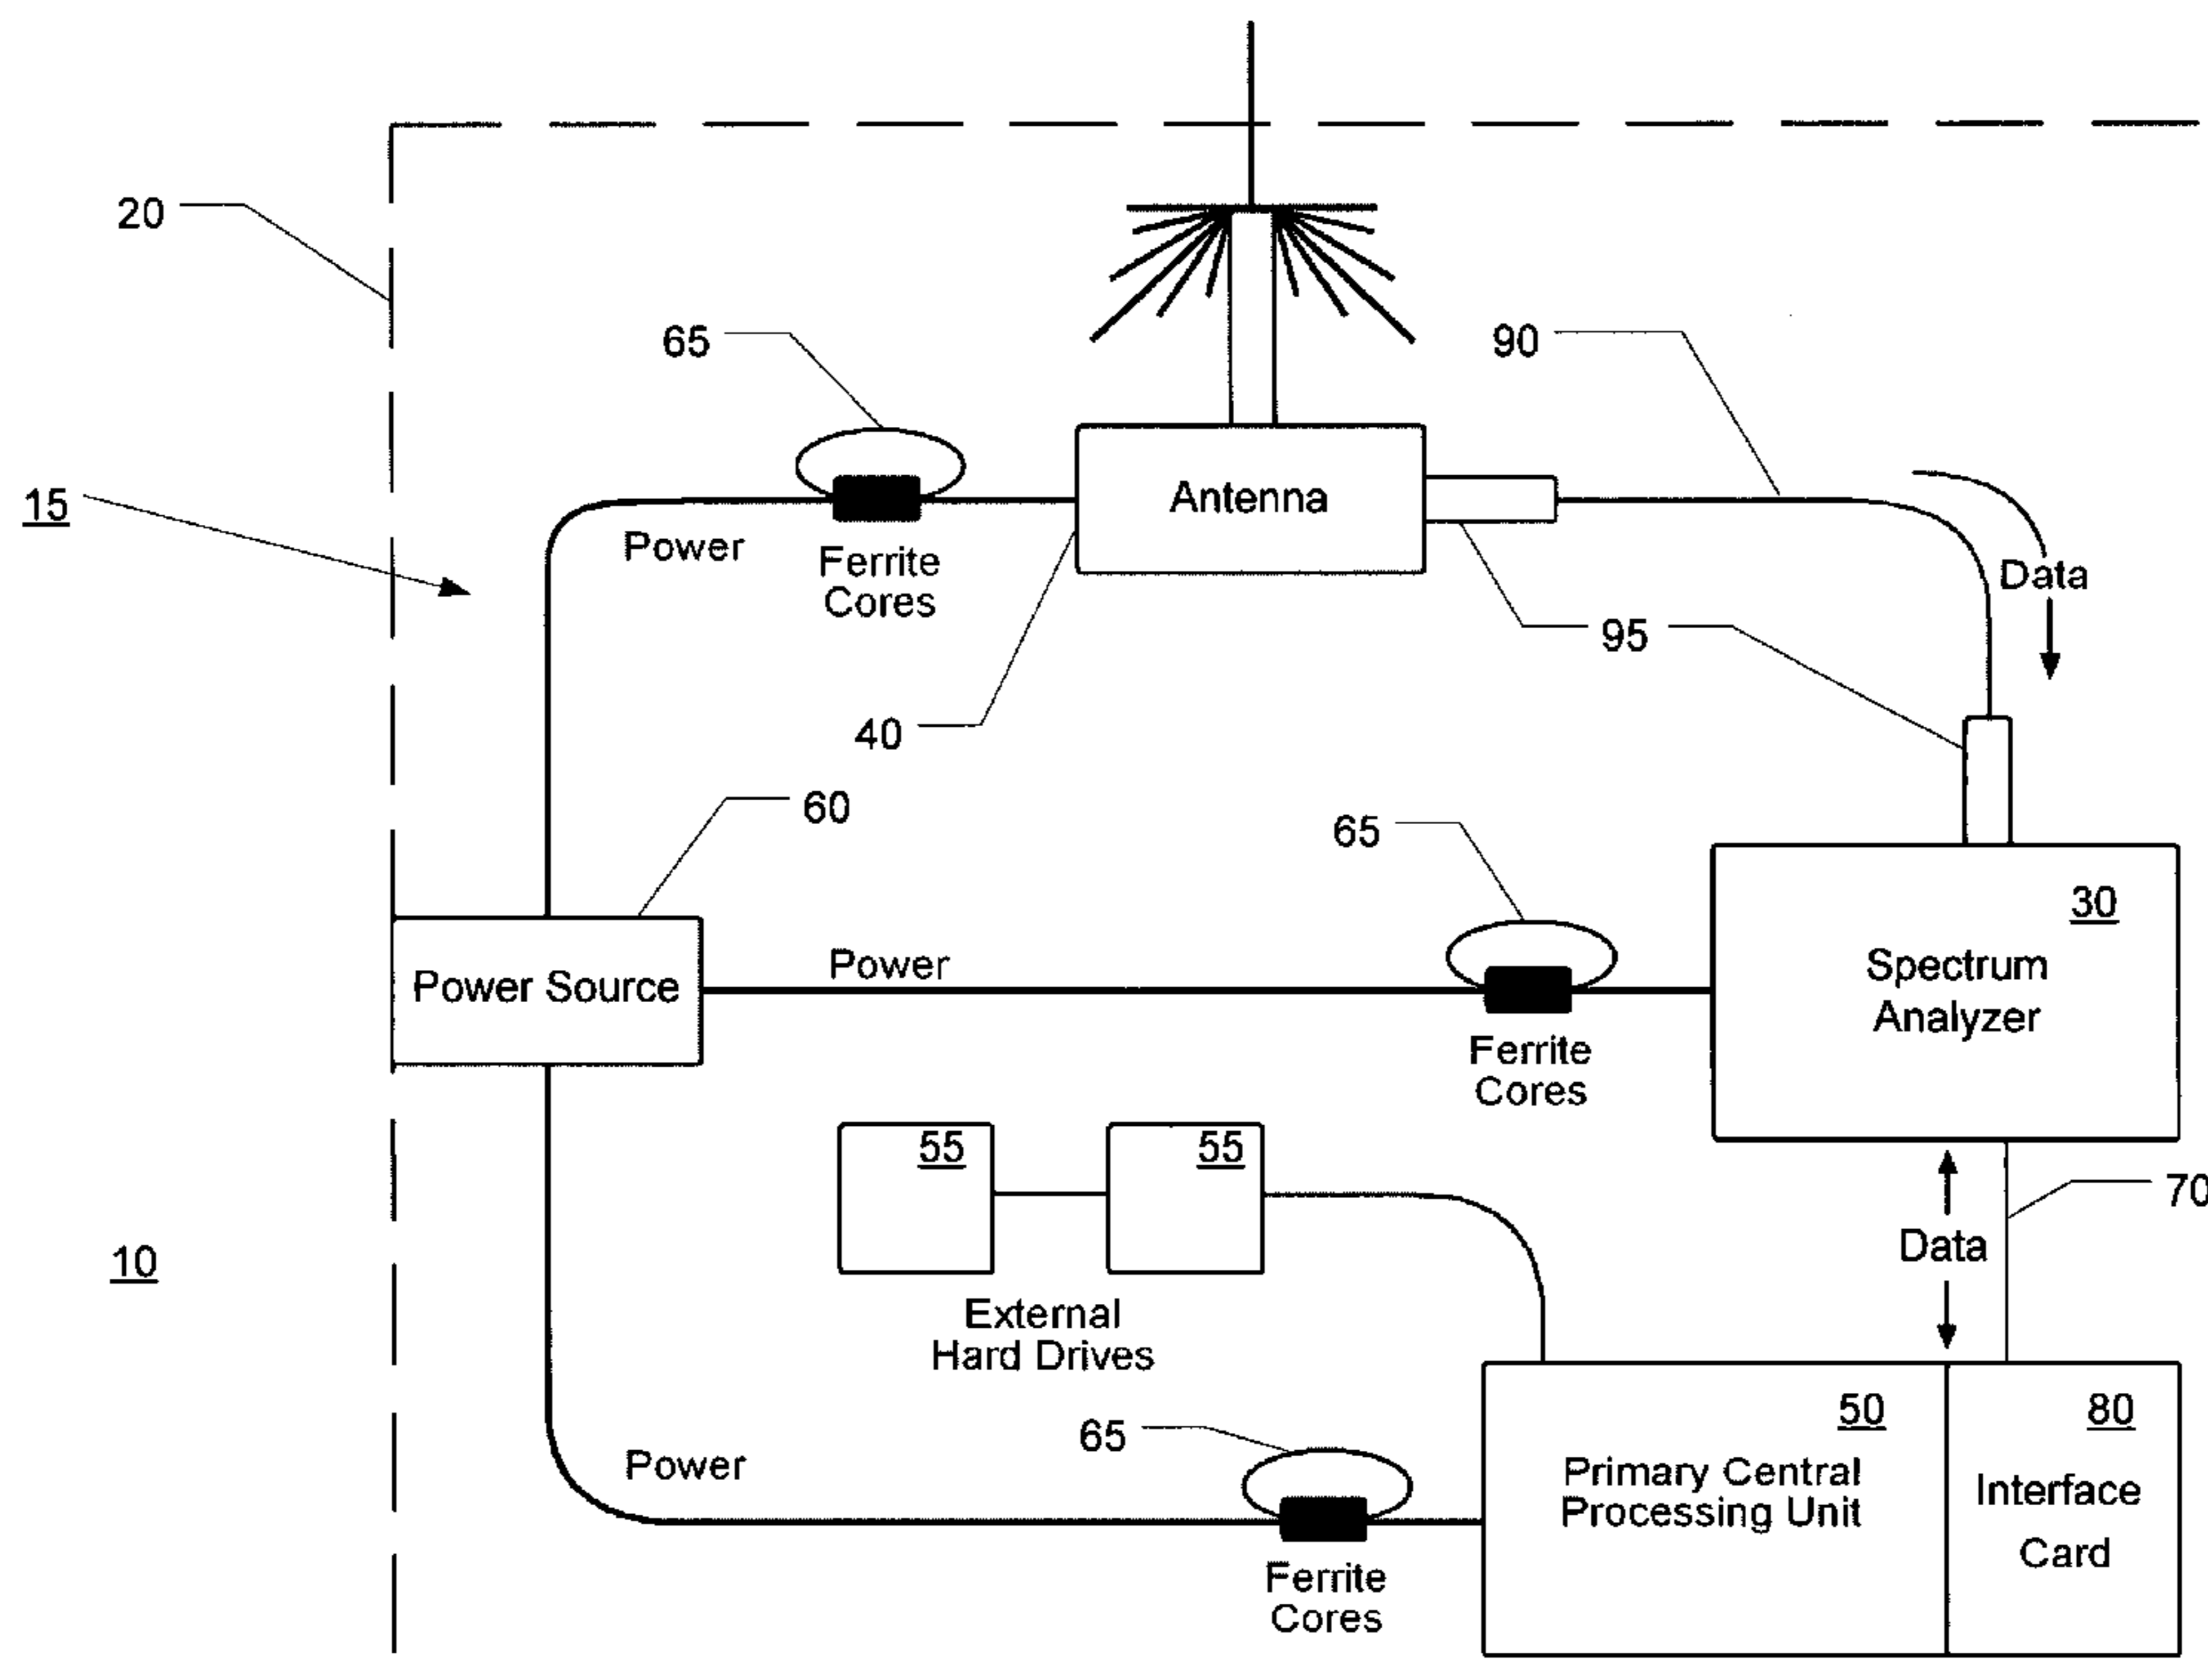 20
65
90
15
Antenna
Power
Ferrite
Cores
Data
95
40
60
65
30
Power Source
Power
Spectrum
Analyzer
Ferrite
Cores
55
55
70
Data
10
External
Hard Drives
50
80
65
Power
Primary Central
Processing Unit
Interface
Card
Ferrite
Cores